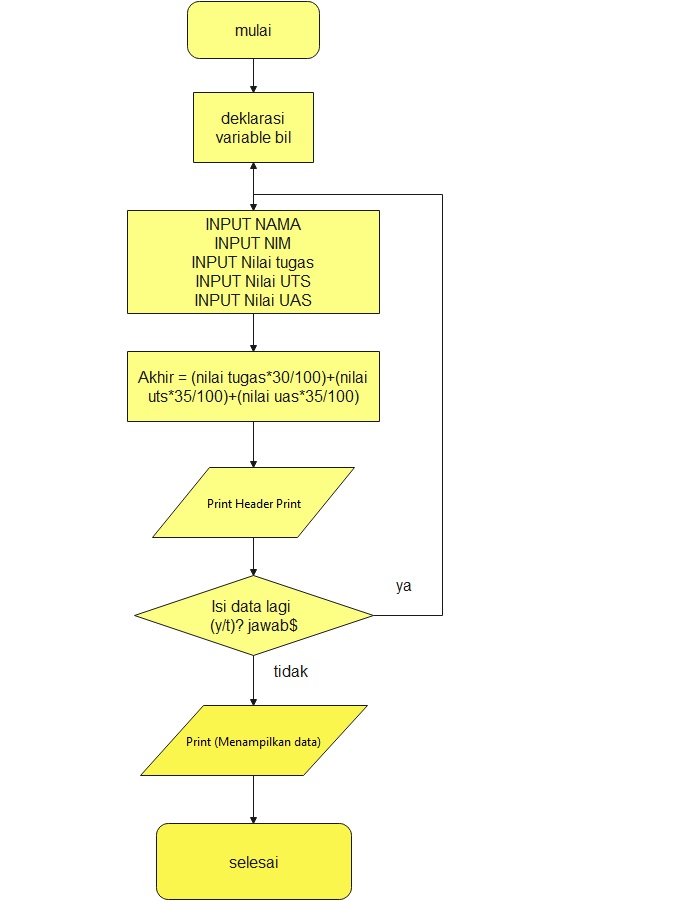 mulai
deklarasi
variable bil
INPUT NAMA
INPUT NIM
INPUT Nilai tugas
INPUT Nilai UTS
INPUT Nilai UAS
Akhir = (nilai tugas*30/100)+(nilai
uts*35/100)+(nilai uas*35/100)
Print Header Print
Isi data lagi
(y/t)? jawab$
ya
tidak
Print (Menampilkan data)
selesai